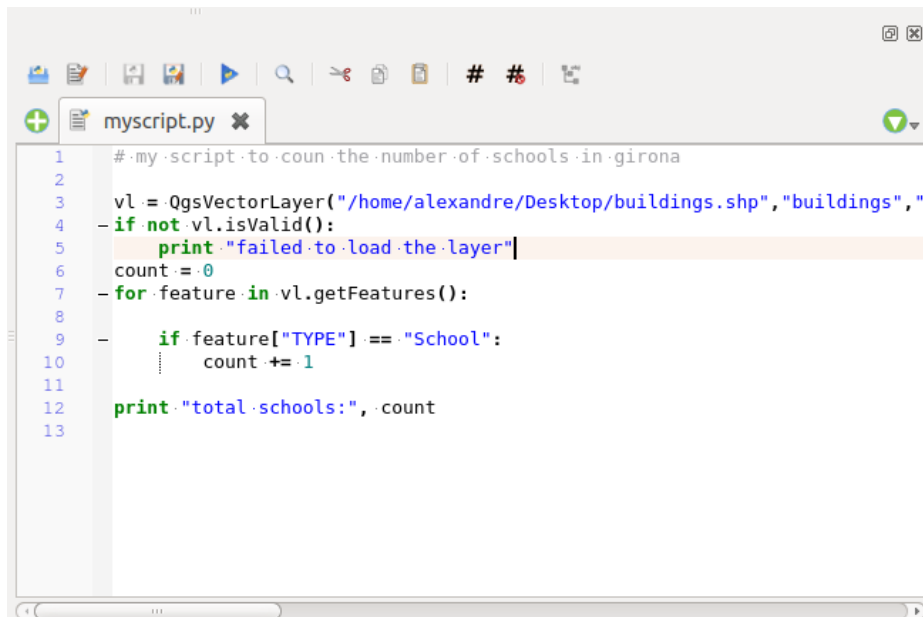 myscript.py
1 # my script to coun the number of schools in girona
2
3 vl = QgsVectorLayer("/home/alexandre/Desktop/buildings.shp","buildings","
4 if not vl.isValid():
5     print "failed to load the layer"
6 count = 0
7 for feature in vl.getFeatures():
8
9     if feature["TYPE"] == "School":
10         count += 1
11
12 print "total schools:", count
13